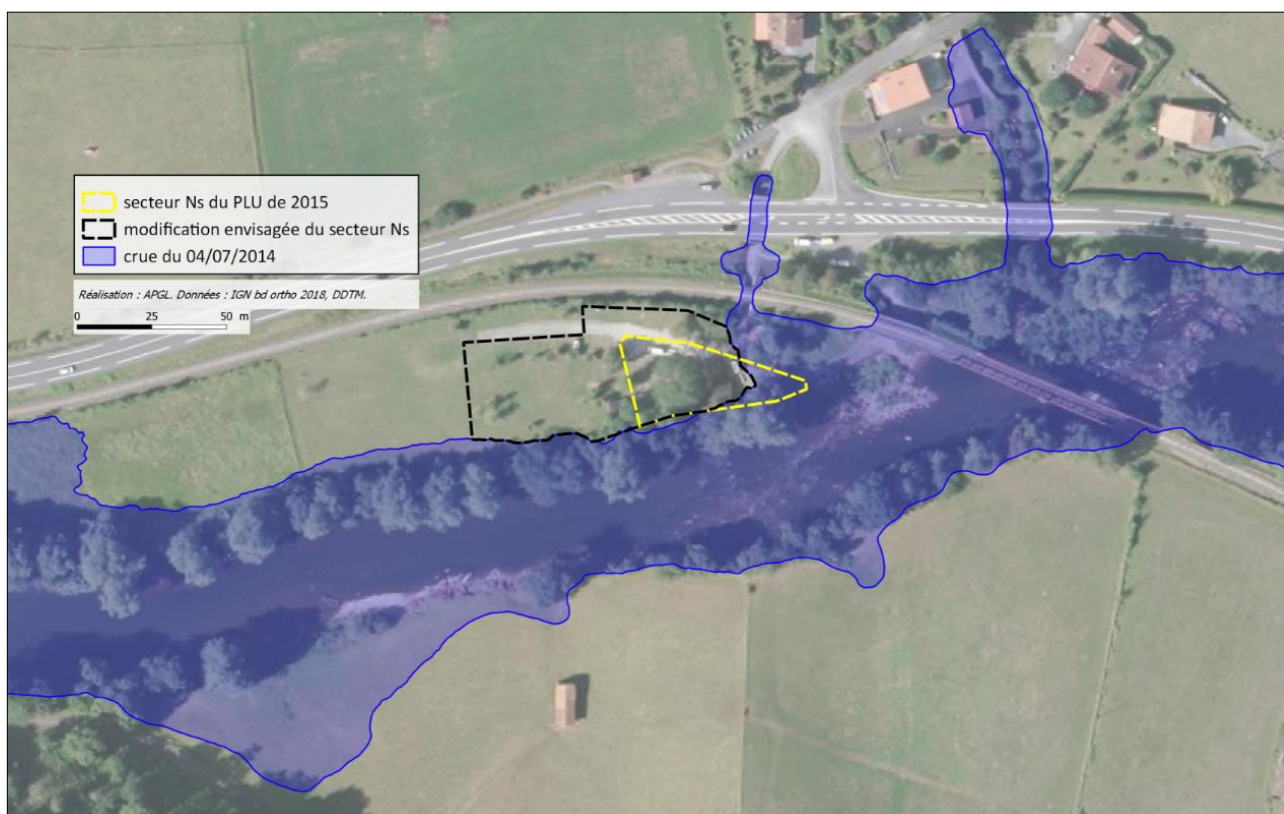 secteur Ns du PLU de 2015
modification envisagée du secteur Ns
crue du 04/07/2014
Réalisation : APGL. Données : IGN bd ortho 2018, DDTM.
0 25 50 m